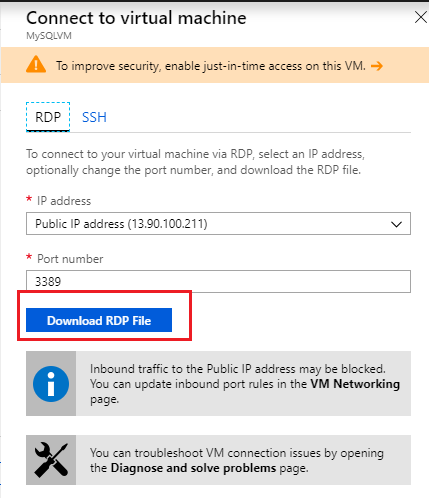 Connect to virtual machine
MySQLVM
To improve security, enable just-in-time access on this VM. →
RDP SSH
To connect to your virtual machine via RDP, select an IP address,
optionally change the port number, and download the RDP file.
* IP address
Public IP address (13.90.100.211)
* Port number
3389
Download RDP File
Inbound traffic to the Public IP address may be blocked.
You can update inbound port rules in the VM Networking
page.
You can troubleshoot VM connection issues by opening
the Diagnose and solve problems page.